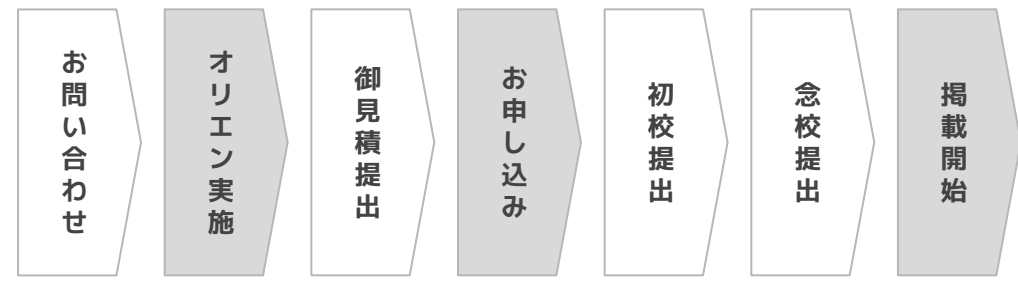 お問い合わせ
オリエン実施
御見積提出
お申し込み
初校提出
念校提出
掲載開始